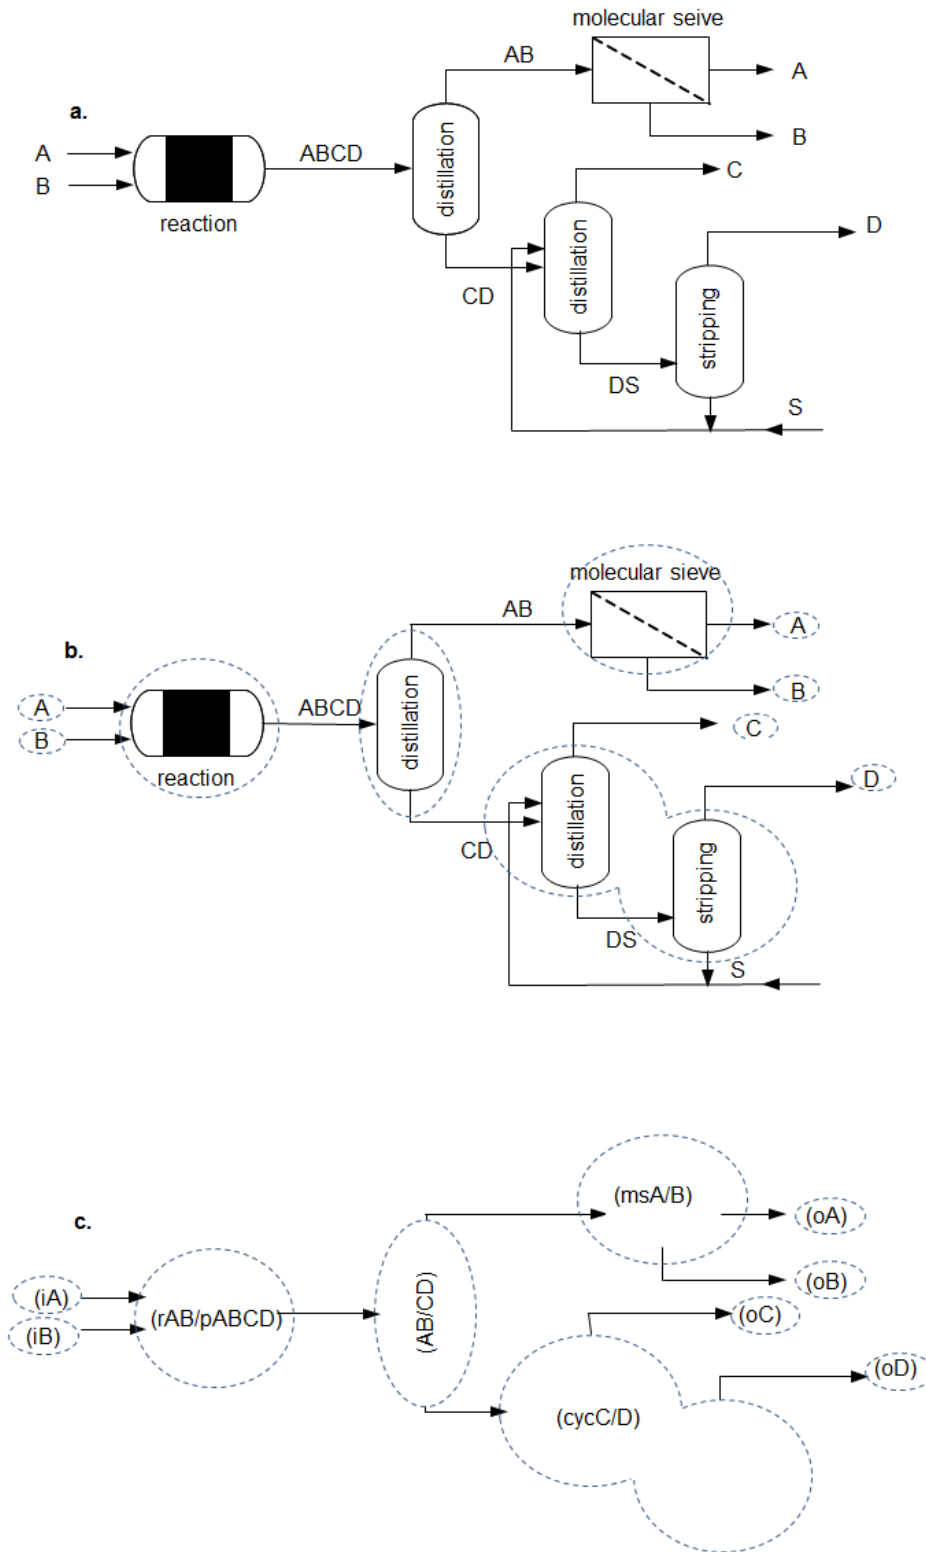 molecular seive
AB
A
a.
B
A
ABCD
B
C
distillation
reaction
D
distillation
CD
stripping
DS
S
molecular sieve
AB
A
b.
B
A
ABCD
C
B
distillation
reaction
D
distillation
CD
stripping
DS
S
(msA/B)
c.
(oA)
(oB)
(iA)
(rAB/pABCD)
(oC)
(iB)
(AB/CD)
(oD)
(cycC/D)